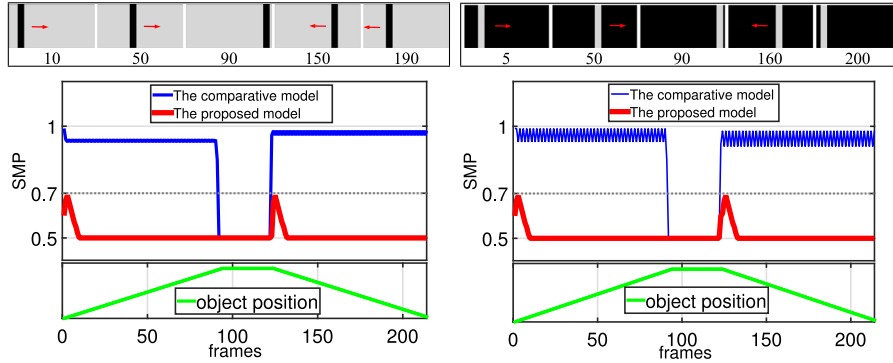 10 50 90 150 190
5 50 90 160 200
The comparative model
The proposed model
1
0.7
0.5
SMP
object position
0 50 100 150 200
frames
The comparative model
The proposed model
1
0.7
0.5
SMP
object position
0 50 100 150 200
frames